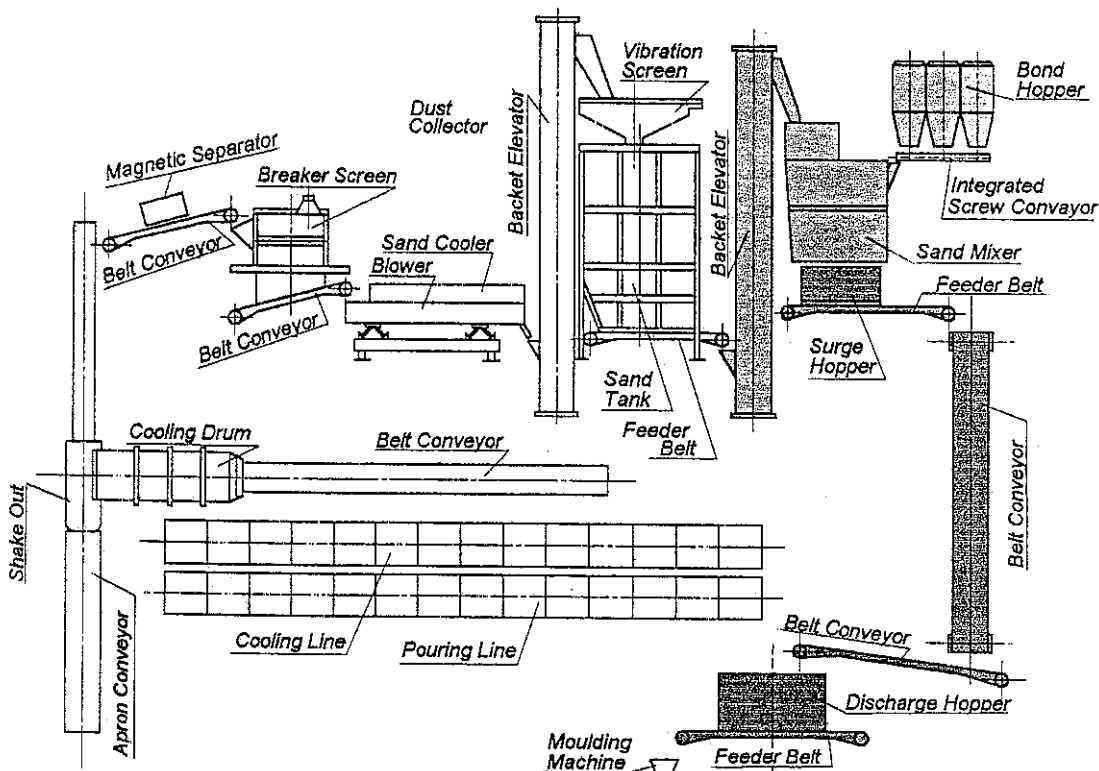 Vibration
Screen
Bond
Hopper
Dust
Collector
Backet Elevator
Backet Elevator
Magnetic Separator
Breaker Screen
Integrated
Screw Convayor
Belt Conveyor
Sand Cooler
Blower
Sand Mixer
Feeder Belt
Belt Conveyor
Surge
Hopper
Sand
Tank
Feeder
Belt
Cooling Drum
Belt Conveyor
Belt Conveyor
Shake Out
Cooling Line
Pouring Line
Belt Conveyor
Apron Conveyor
Discharge Hopper
Moulding
Machine
Feeder Belt